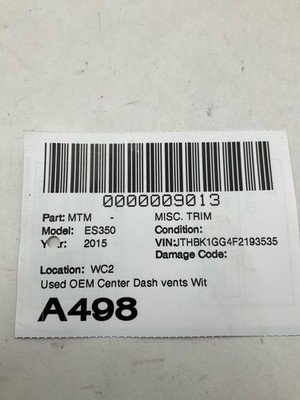 0000009013
Part: MTM - MISC. TRIM
Model: ES350 Condition:
Year: 2015 VIN:JTHBK1GG4F2193535
Damage Code:
Location: WC2
Used OEM Center Dash vents Wit
A498